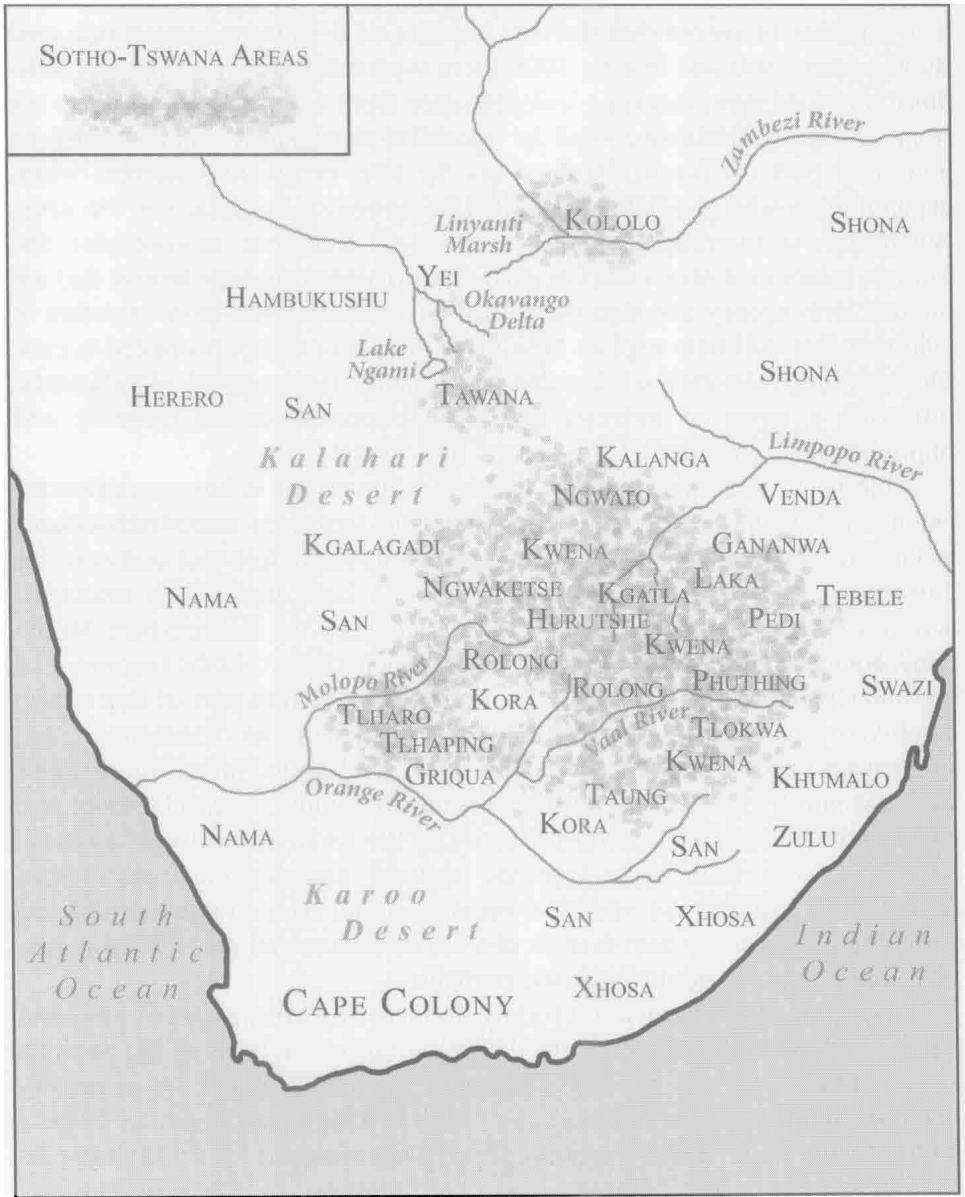 SOTHO-TSWANA AREAS
Zambezi River
Linyanti
Marsh
KOLOLO
SHONA
YEI
HAMBUKUSHU
Okavango
Delta
Lake
Ngami
SHONA
HERERO
SAN
TAWANA
Kalahari
Desert
KALANGA
Limpopo River
NGWATO
VENDA
KGALAGADI
KWENA
GANANWA
NGWAKETSE
KGATLA
LAKA
NAMA
TEBELE
SAN
HURUTSHE
PEDI
KWENA
ROLONG
Molopo River
KORA
ROLONG
PHUTHING
SWAZI
TLHARO
Vaal River
TLOKWA
TLHAPING
KWENA
GRIQUA
KHUMALO
Orange River
TAUNG
KORA
NAMA
SAN
ZULU
Karoo
Desert
SAN
XHOSA
South
Atlantic
Ocean
Indian
Ocean
CAPE COLONY
XHOSA